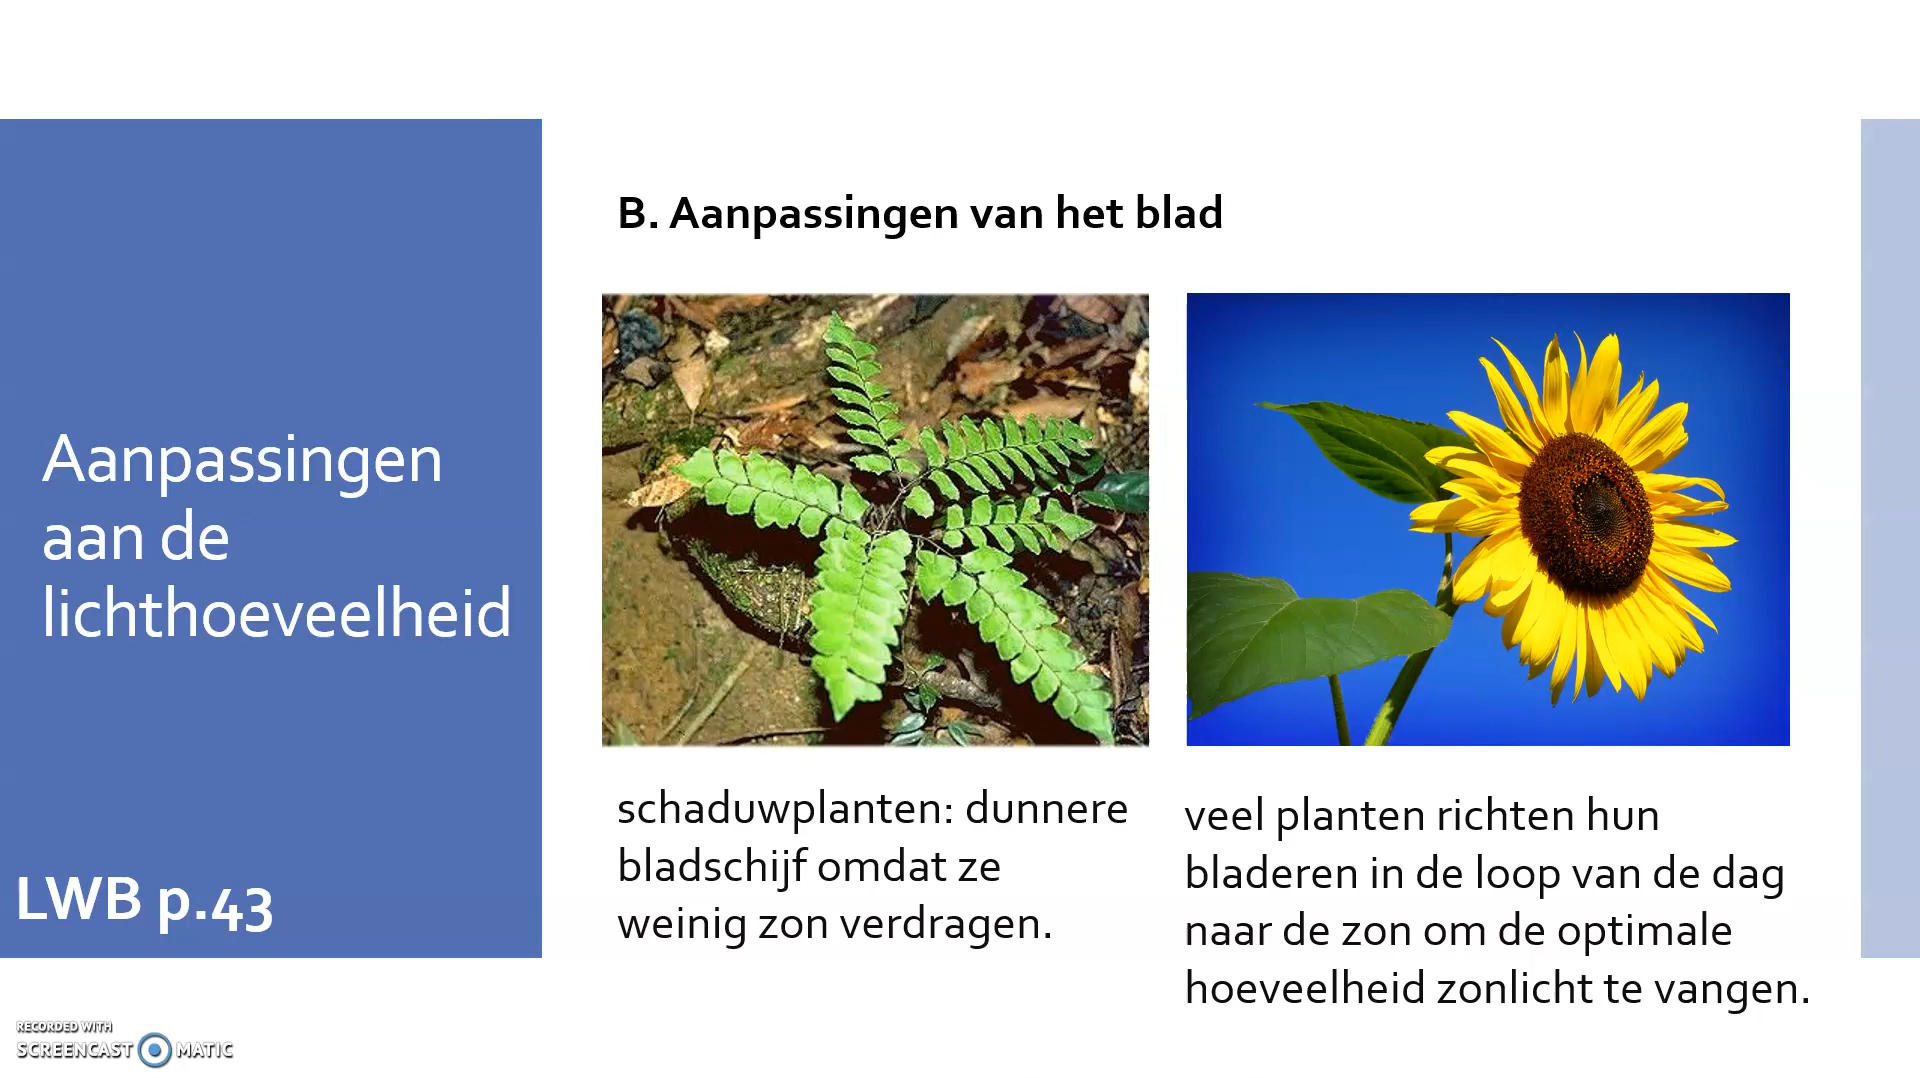 Aanpassingen
aan de
lichthoeveelheid
LWB p.43
B. Aanpassingen van het blad
schaduwplanten: dunnere
bladschijf omdat ze
weinig zon verdragen.
veel planten richten hun
bladeren in de loop van de dag
naar de zon om de optimale
hoeveelheid zonlicht te vangen.
RECORDED WITH
SCREENCAST MATIC